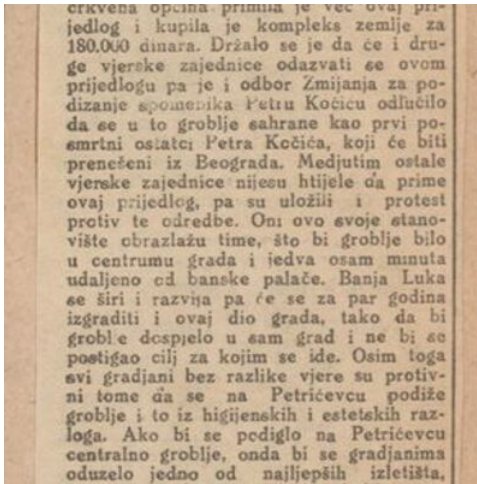 crkvena općina primila je već ovaj pri-
jedlog i kupila je kompleks zemlje za
180.000 dinara. Držalo se je da će i dru-
ge vjerske zajednice odazvati se ovom
prijedlogu pa je i odbor Zmijanja za po-
dizanje spomenika Petru Kočiću odlučilo
da se u to groblje sahrane kao prvi po-
smrtni ostatci Petra Kočića, koji će biti
prenešeni iz Beograda. Medjutim ostale
vjerske zajednice nijesu htijele da prime
ovaj prijedlog, pa su uložili i protest
protiv te odredbe. Oni ovo svoje stano-
vište obrazlažu time, što bi groblje bilo
u centrumu grada i jedva osam minuta
udaljeno od banske palače. Banja Luka
se širi i razvija pa će se za par godina
izgraditi i ovaj dio grada, tako da bi
groblje dospjelo u sam grad i ne bi se
postigao cilj za kojim se ide. Osim toga
svi gradjani bez razlike vjere su protiv-
ni tome da se na Petrićevcu podiže
groblje i to iz higijenskih i estetskih raz-
loga. Ako bi se podiglo na Petrićevcu
centralno groblje, onda bi se gradjanima
oduzelo jedno od najljepših izletišta,